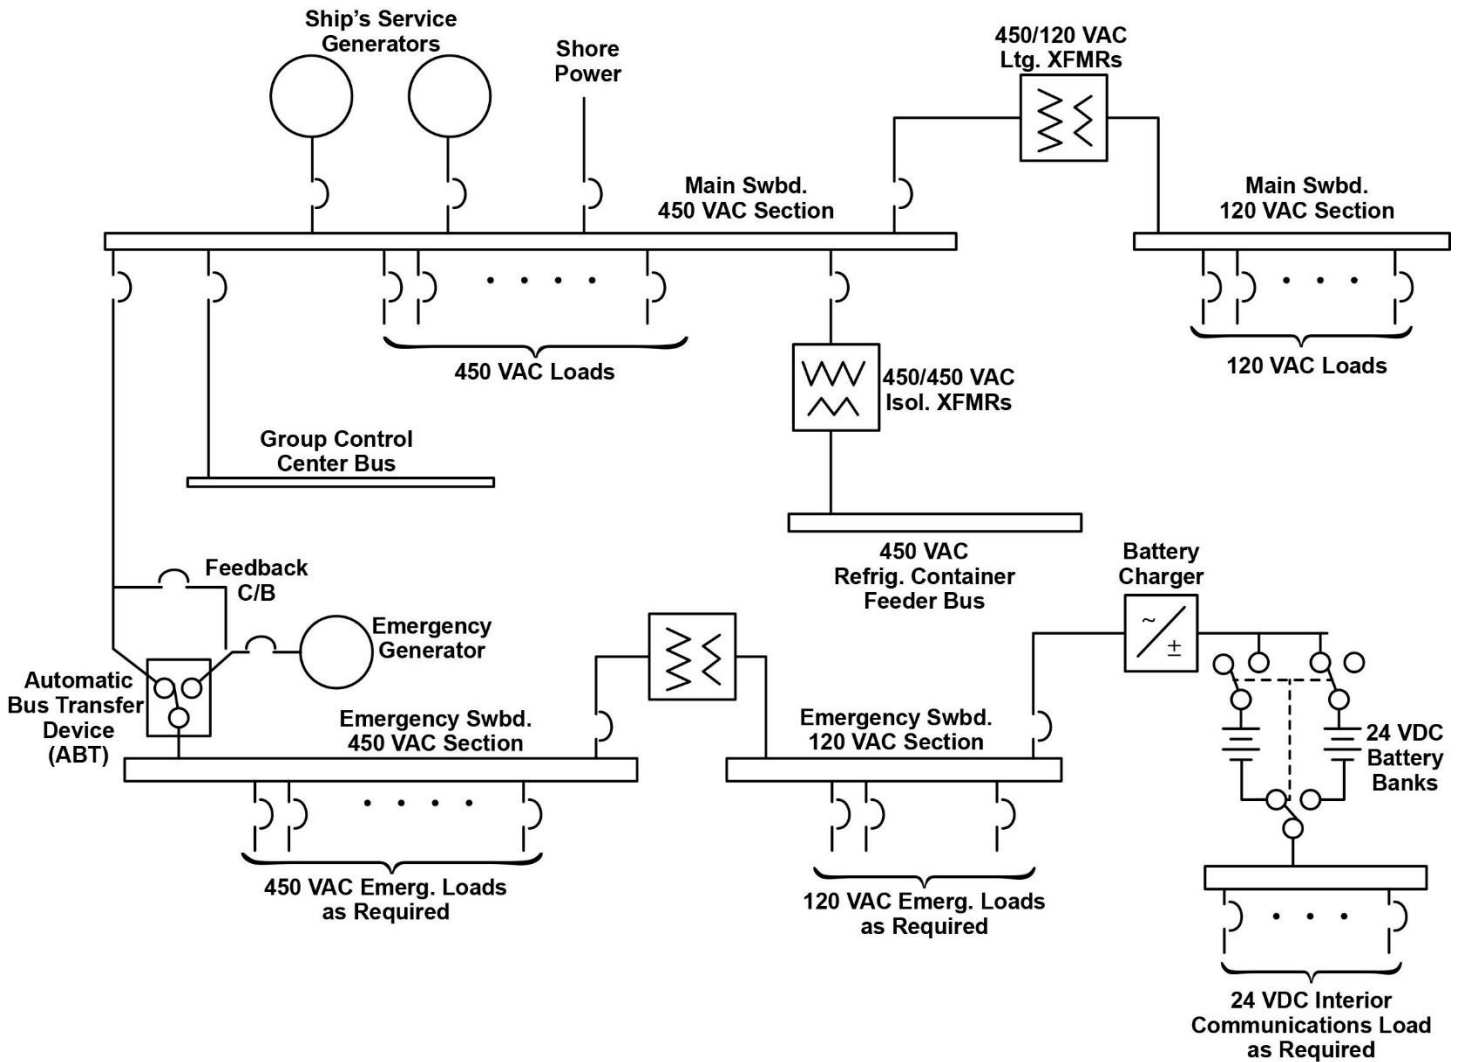 Ship's Service
Generators
Shore
Power
450/120 VAC
Ltg. XFMRs
Main Swbd.
450 VAC Section
Main Swbd.
120 VAC Section
450 VAC Loads
450/450 VAC
Isol. XFMRs
120 VAC Loads
Group Control
Center Bus
450 VAC
Refrig. Container
Feeder Bus
Battery
Charger
~
±
Feedback
C/B
Emergency
Generator
Automatic
Bus Transfer
Device
(ABT)
Emergency Swbd.
450 VAC Section
Emergency Swbd.
120 VAC Section
24 VDC
Battery
Banks
450 VAC Emerg. Loads
as Required
120 VAC Emerg. Loads
as Required
24 VDC Interior
Communications Load
as Required